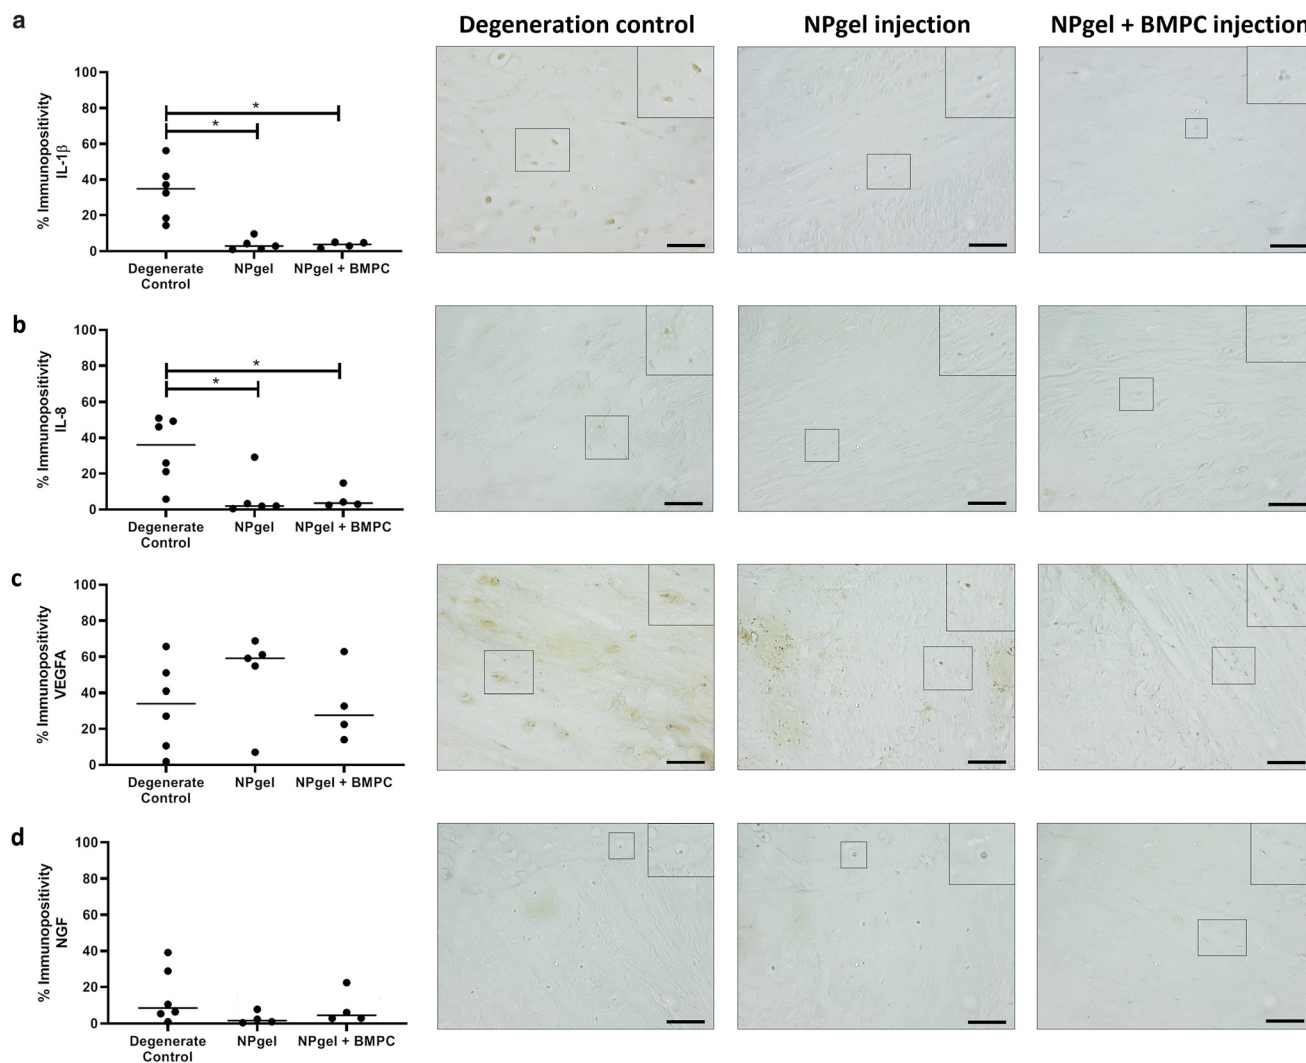 a
Degeneration control
NPgel injection
NPgel + BMPC injection
% Immunopositivity
IL-1β
100
80
60
40
20
0
*
*
Degenerate
Control
NPgel
NPgel + BMPC
b
% Immunopositivity
IL-8
100
80
60
40
20
0
*
*
Degenerate
Control
NPgel
NPgel + BMPC
c
% Immunopositivity
VEGFA
100
80
60
40
20
0
Degenerate
Control
NPgel
NPgel + BMPC
d
% Immunopositivity
NGF
100
80
60
40
20
0
Degenerate
Control
NPgel
NPgel + BMPC